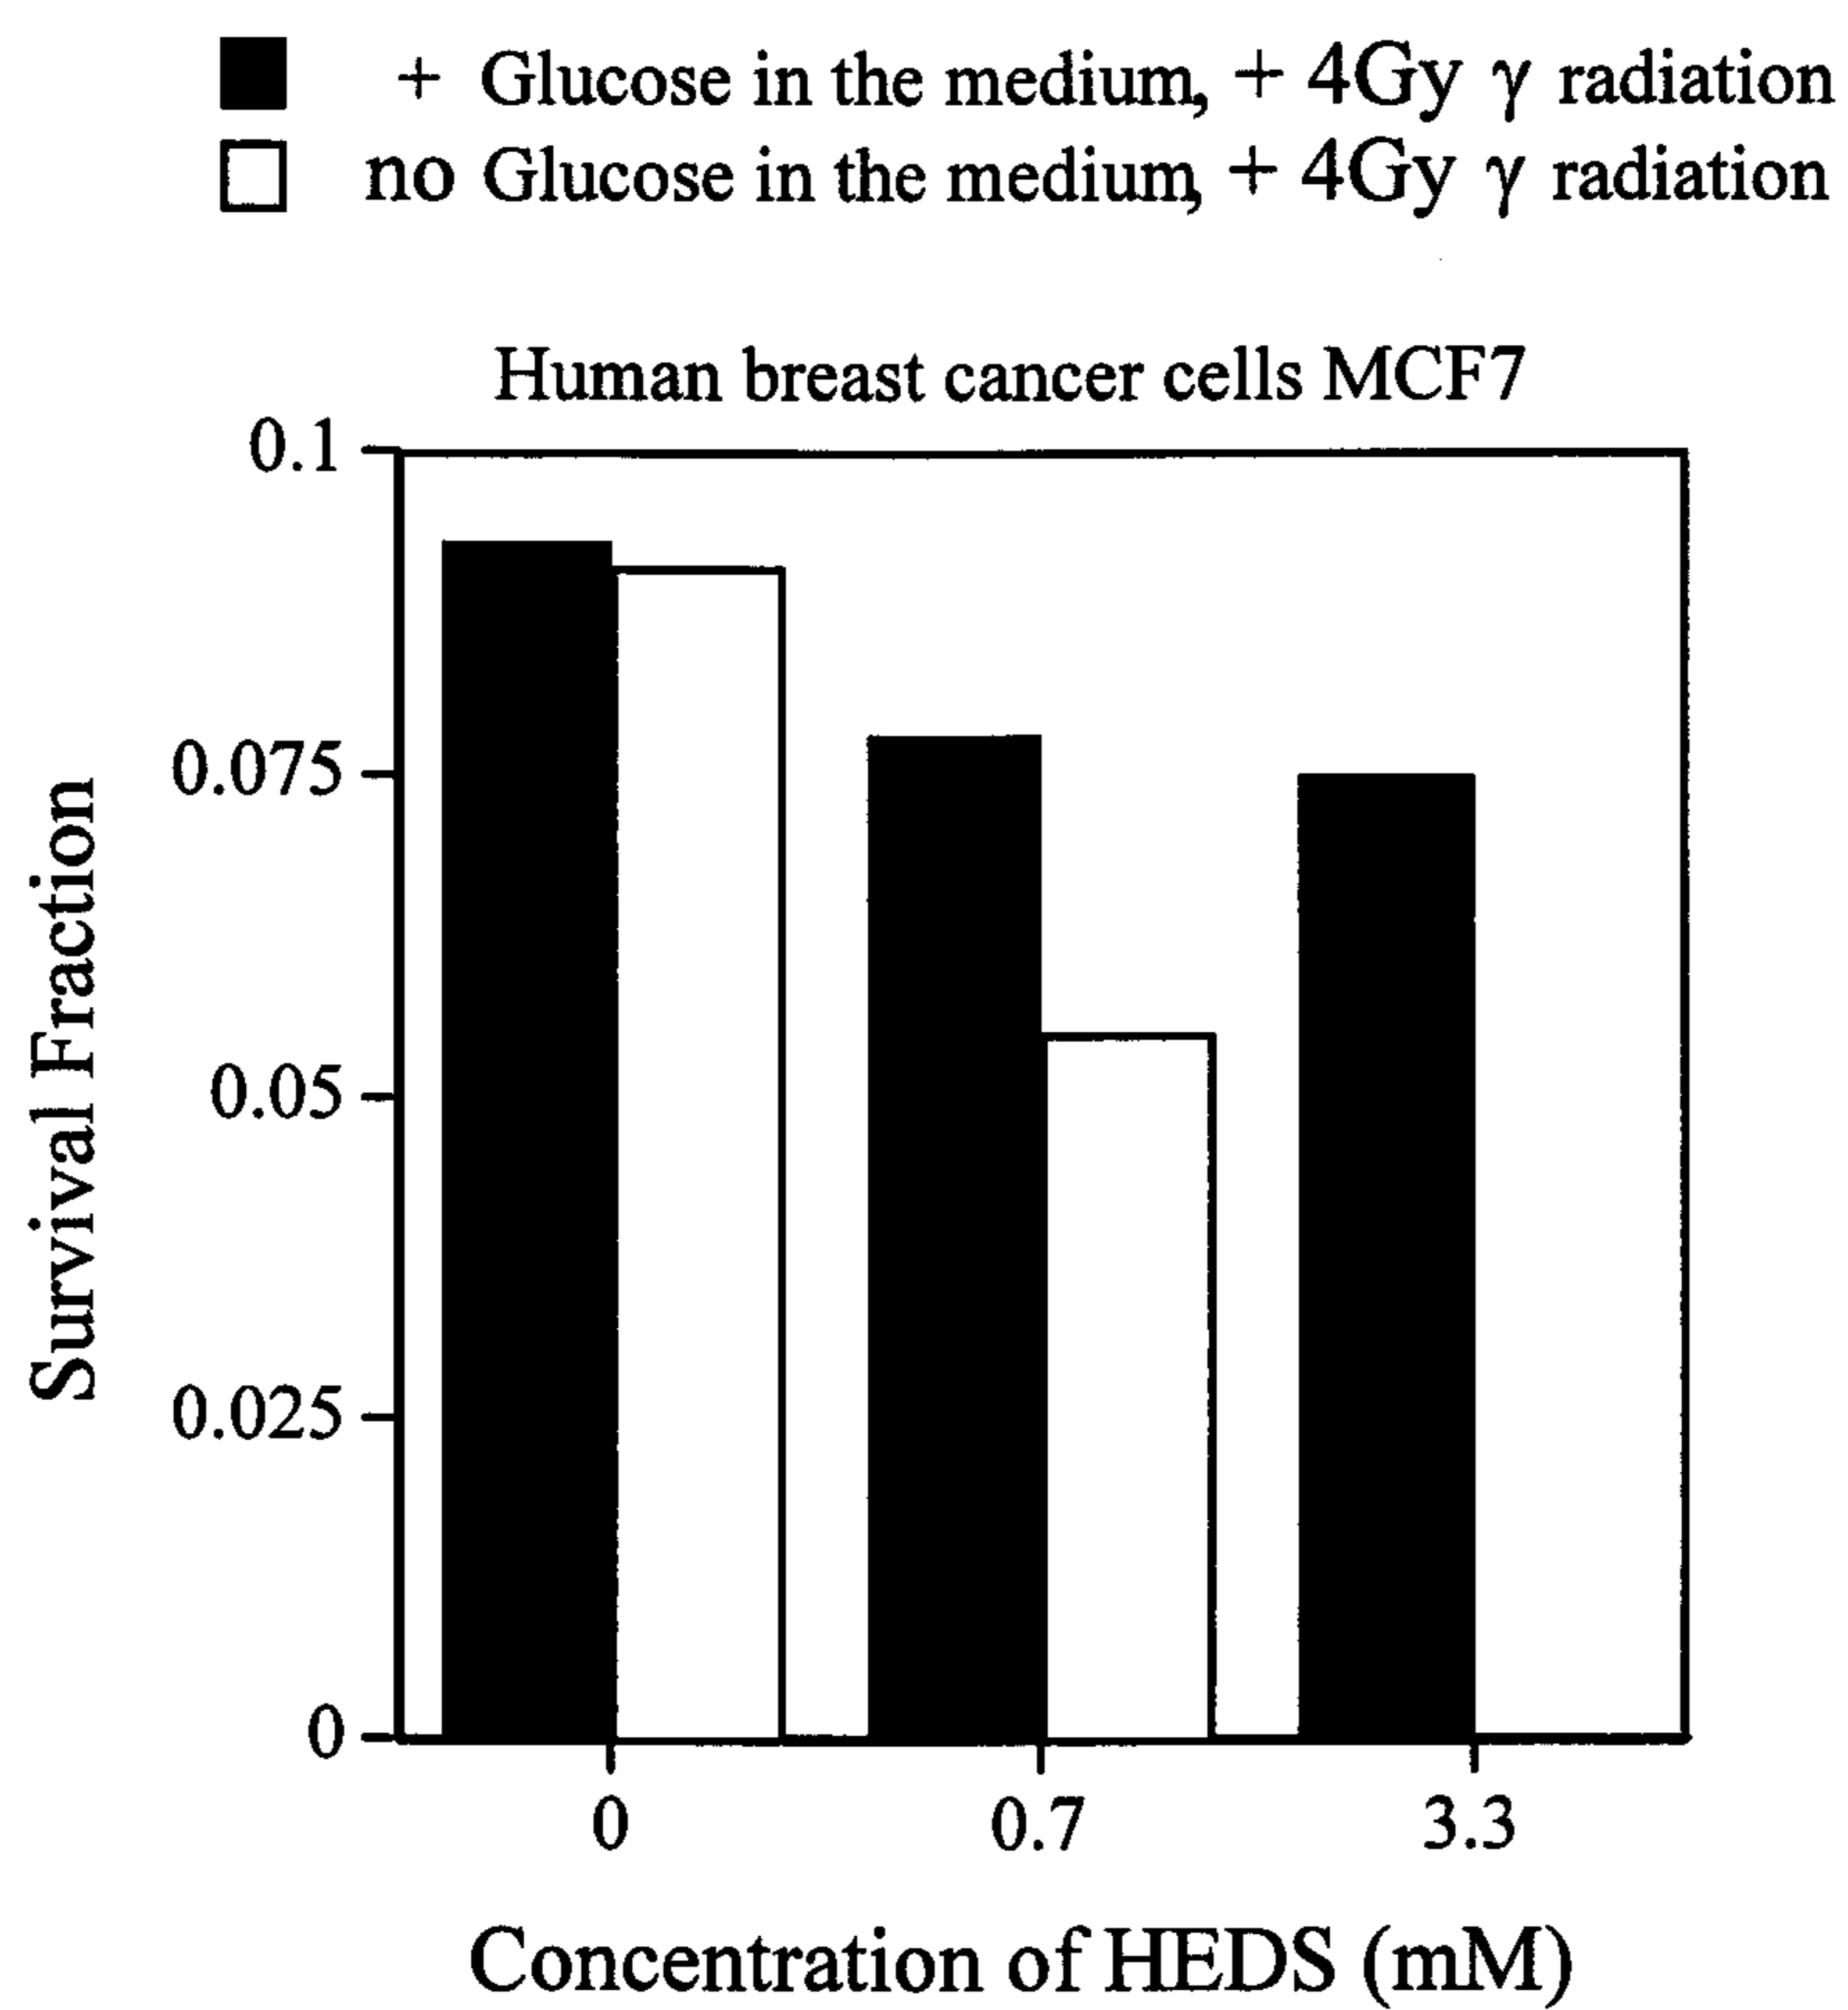 + Glucose in the medium, + 4Gy γ radiation
no Glucose in the medium, + 4Gy γ radiation
Human breast cancer cells MCF7
0.1
0.075
0.05
0.025
0
Survival Fraction
0 0.7 3.3
Concentration of HEDS (mM)